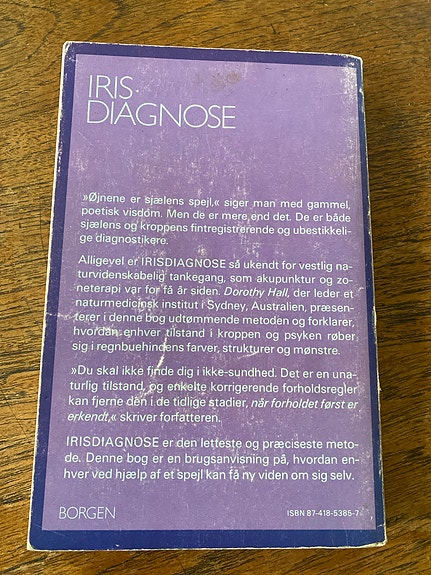 IRIS·
DIAGNOSE
»Øjnene er sjælens spejl,« siger man med gammel,
poetisk visdom. Men de er mere end det. De er både
sjælens og kroppens fintregistrerende og ubestikkeli-
ge diagnostikere.
Alligevel er IRISDIAGNOSE så ukendt for vestlig na-
turvidenskabelig tankegang, som akupunktur og zo-
neterapi var for få år siden. Dorothy Hall, der leder et
naturmedicinsk institut i Sydney, Australien, præsen-
terer i denne bog udtømmende metoden og forklarer,
hvordan enhver tilstand i kroppen og psyken røber
sig i regnbuehindens farver, strukturer og mønstre.
»Du skal ikke finde dig i ikke-sundhed. Det er en una-
turlig tilstand, og enkelte korrigerende forholdsregler
kan fjerne den i de tidlige stadier, når forholdet først er
erkendt,« skriver forfatteren.
IRISDIAGNOSE er den letteste og præciseste meto-
de. Denne bog er en brugsanvisning på, hvordan en-
hver ved hjælp af et spejl kan få ny viden om sig selv.
BORGEN
ISBN 87-418-5385-7